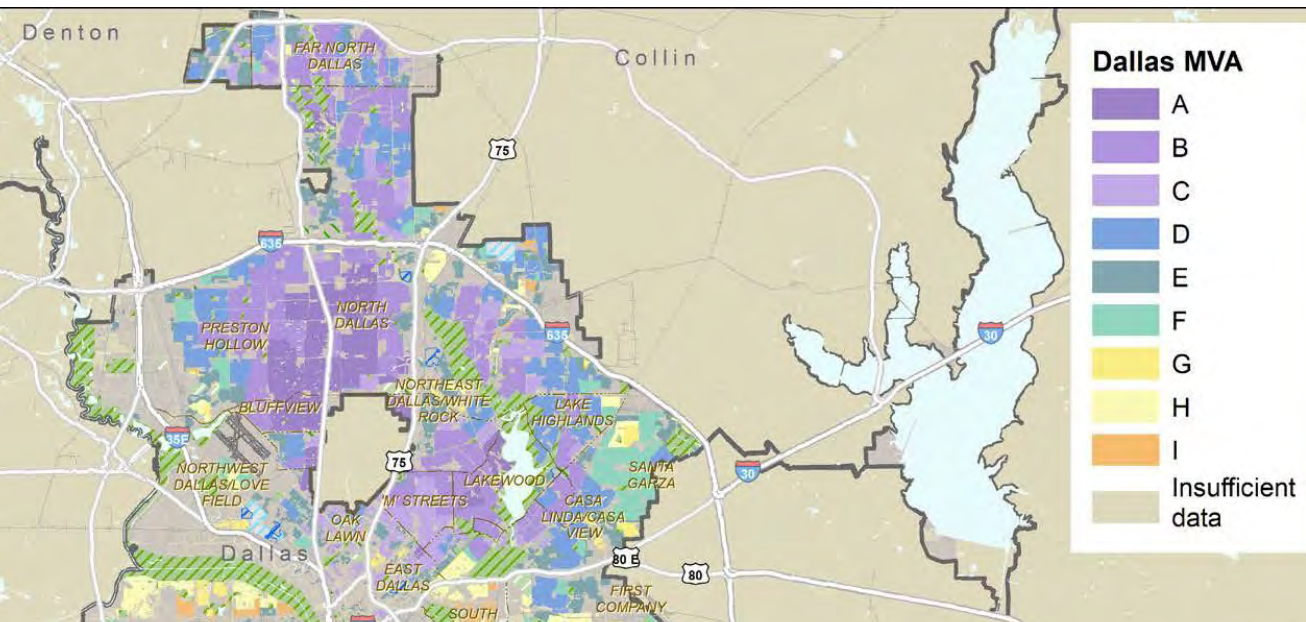 Denton
FAR NORTH
DALLAS
Collin
75
635
NORTH
DALLAS
PRESTON
HOLLOW
635
30
NORTHEAST
DALLAS/WHITE
ROCK
BLUFFVIEW
LAKE
HIGHLANDS
35E
75
30
NORTHWEST
DALLAS/LOVE
FIELD
'M' STREETS
LAKEWOOD
SANTA
GARZA
CASA
LINDA/CASA
VIEW
OAK
LAWN
Dallas
80 E
80
EAST
DALLAS
FIRST
COMPANY
SOUTH
Dallas MVA
A
B
C
D
E
F
G
H
I
Insufficient
data